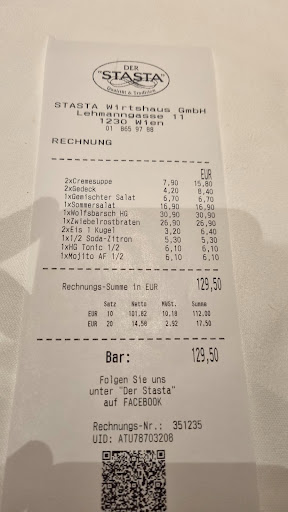 DER
"STASTA"
Qualität & Tradition
STASTA Wirtshaus GmbH
Lehmanngasse 11
1230 Wien
01 865 97 88
RECHNUNG
EUR
2xCremesuppe 7,90 15,80
2xGedeck 4,20 8,40
1xGemischter Salat 6,70 6,70
1xSommersalat 16,90 16,90
1xWolfsbarsch HG 30,90 30,90
1xZwiebelrostbraten 26,90 26,90
2xEis 1 Kugel 3,20 6,40
1x1/2 Soda-Zitron 5,30 5,30
1xHG Tonic 1/2 6,10 6,10
1xMojito AF 1/2 6,10 6,10
Rechnungs-Summe in EUR 129,50
Satz Netto MWSt. Summe
EUR 10 101,82 10,18 112,00
EUR 20 14,58 2,92 17,50
Bar: 129,50
Folgen Sie uns
unter "Der Stasta"
auf FACEBOOK
Rechnungs-Nr.: 351235
UID: ATU78703208